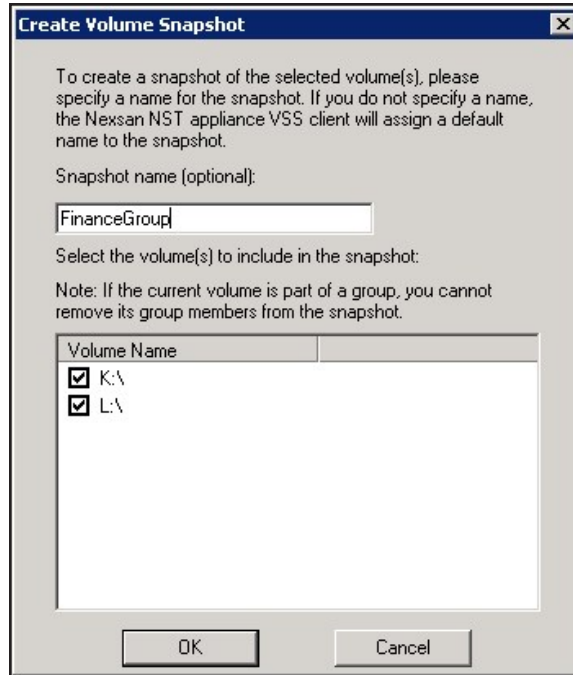 Create Volume Snapshot
To create a snapshot of the selected volume(s), please
specify a name for the snapshot. If you do not specify a name,
the Nexsan NST appliance VSS client will assign a default
name to the snapshot.
Snapshot name (optional):
FinanceGroup
Select the volume(s) to include in the snapshot:
Note: If the current volume is part of a group, you cannot
remove its group members from the snapshot.
Volume Name
K:\
L:\
OK Cancel